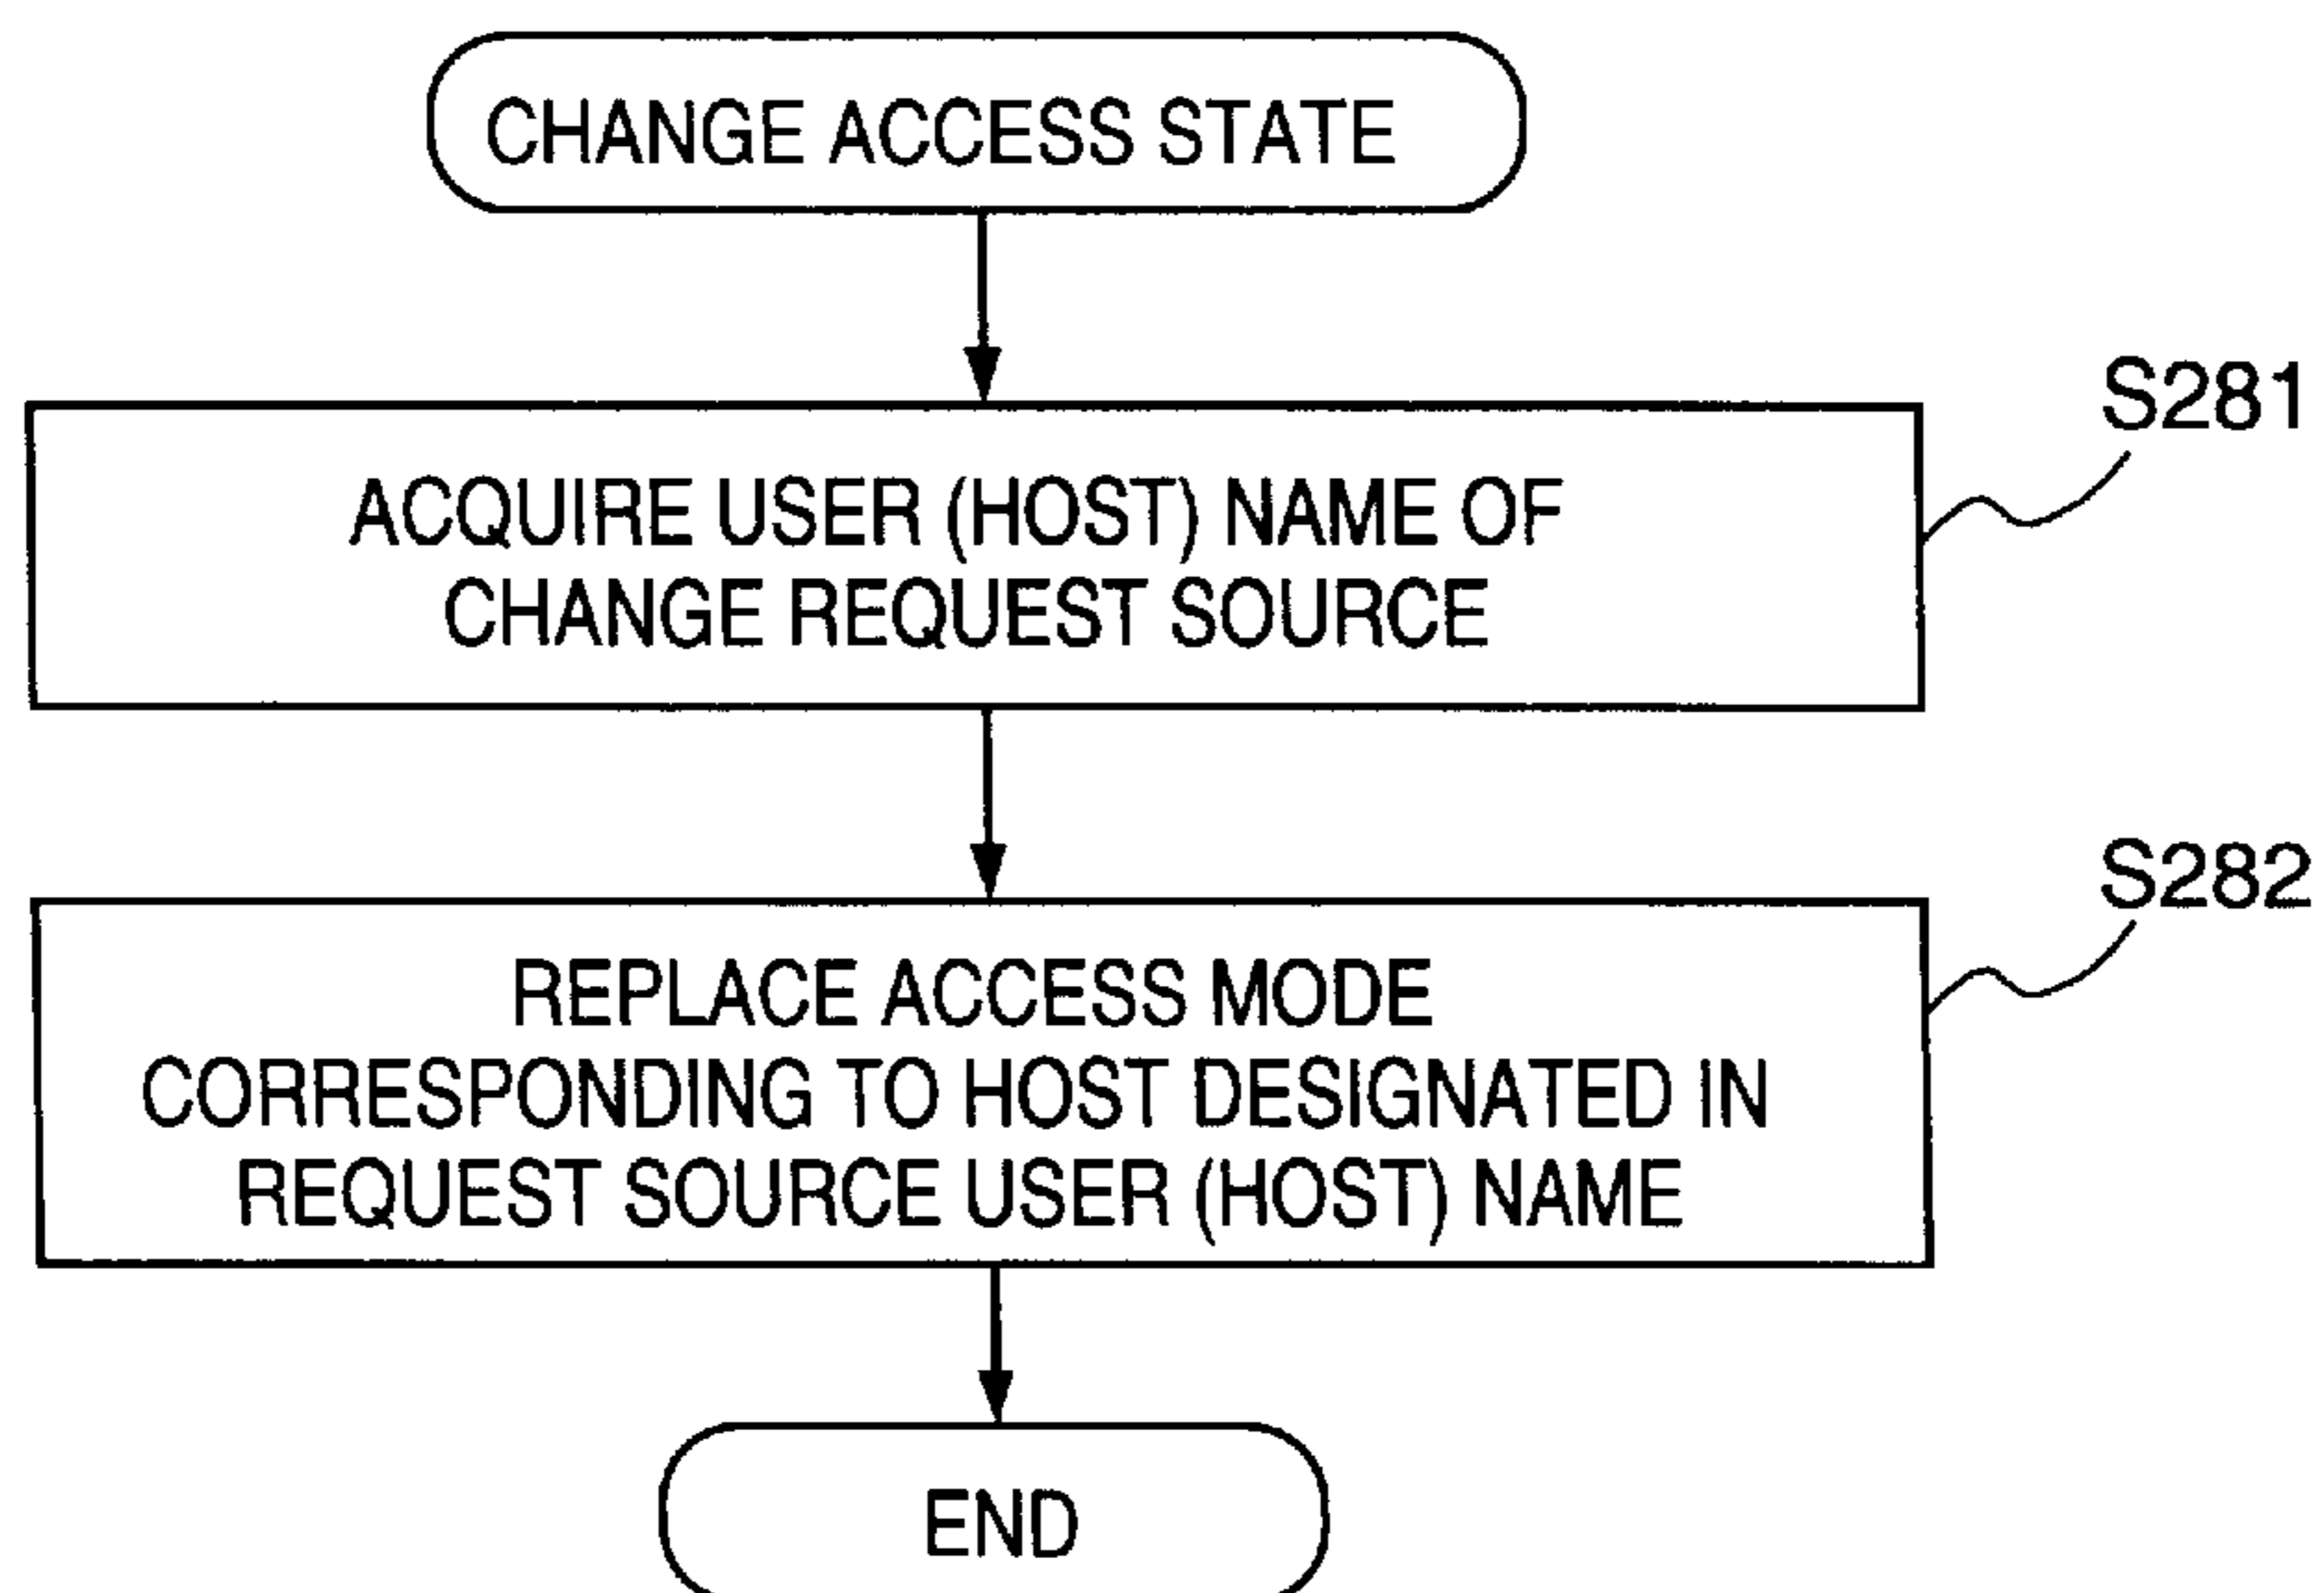 CHANGE ACCESS STATE
S281
ACQUIRE USER (HOST) NAME OF
CHANGE REQUEST SOURCE
S282
REPLACE ACCESS MODE
CORRESPONDING TO HOST DESIGNATED IN
REQUEST SOURCE USER (HOST) NAME
END